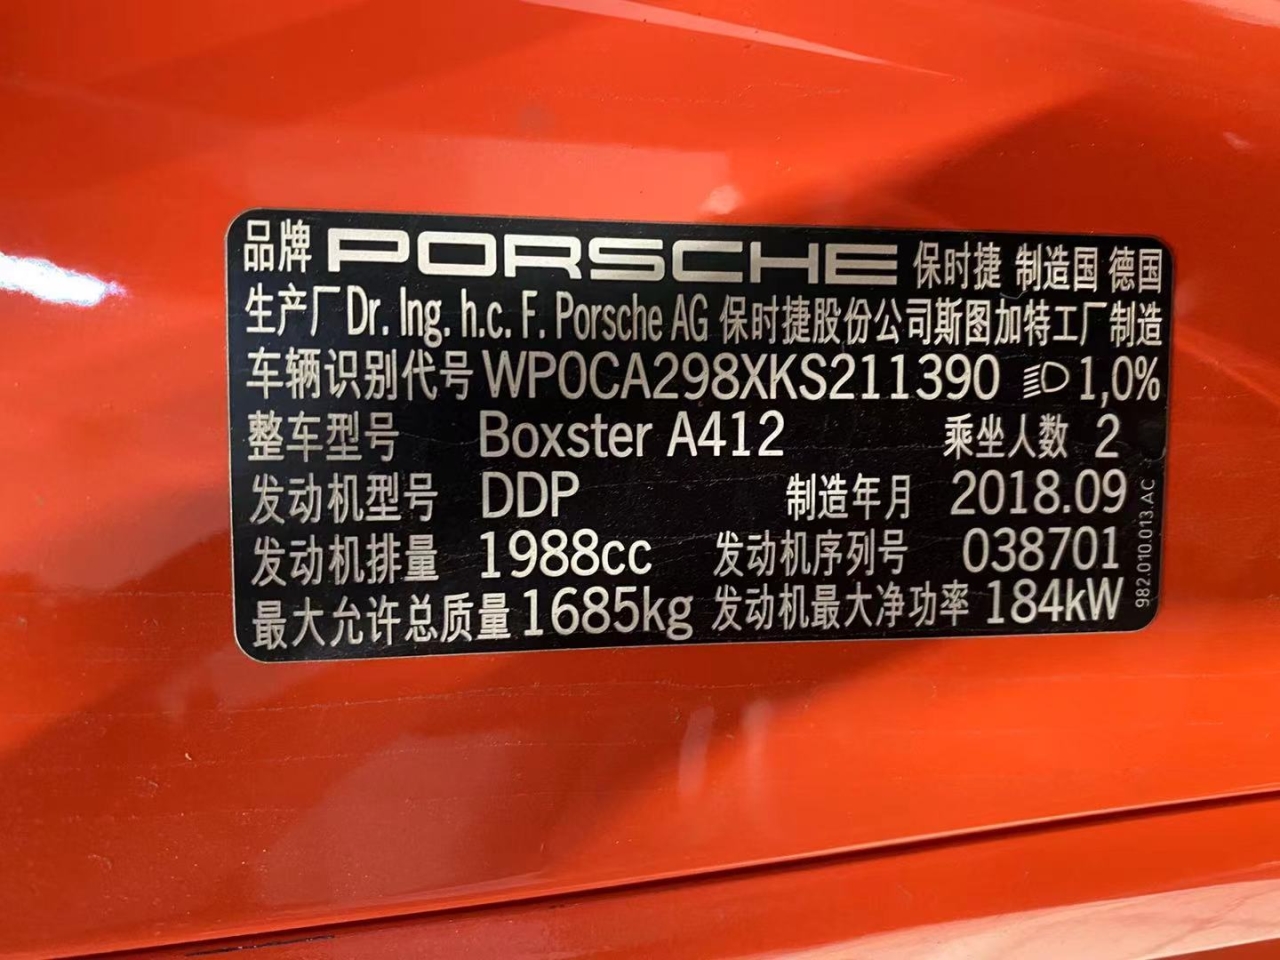 品牌 PORSCHE 保时捷 制造国 德国
生产厂 Dr. Ing. h.c. F. Porsche AG 保时捷股份公司斯图加特工厂制造
车辆识别代号 WP0CA298XKS211390 1,0%
整车型号 Boxster A412 乘坐人数 2
发动机型号 DDP 制造年月 2018.09
发动机排量 1988cc 发动机序列号 038701
最大允许总质量 1685kg 发动机最大净功率 184kW
982.010.013.AC